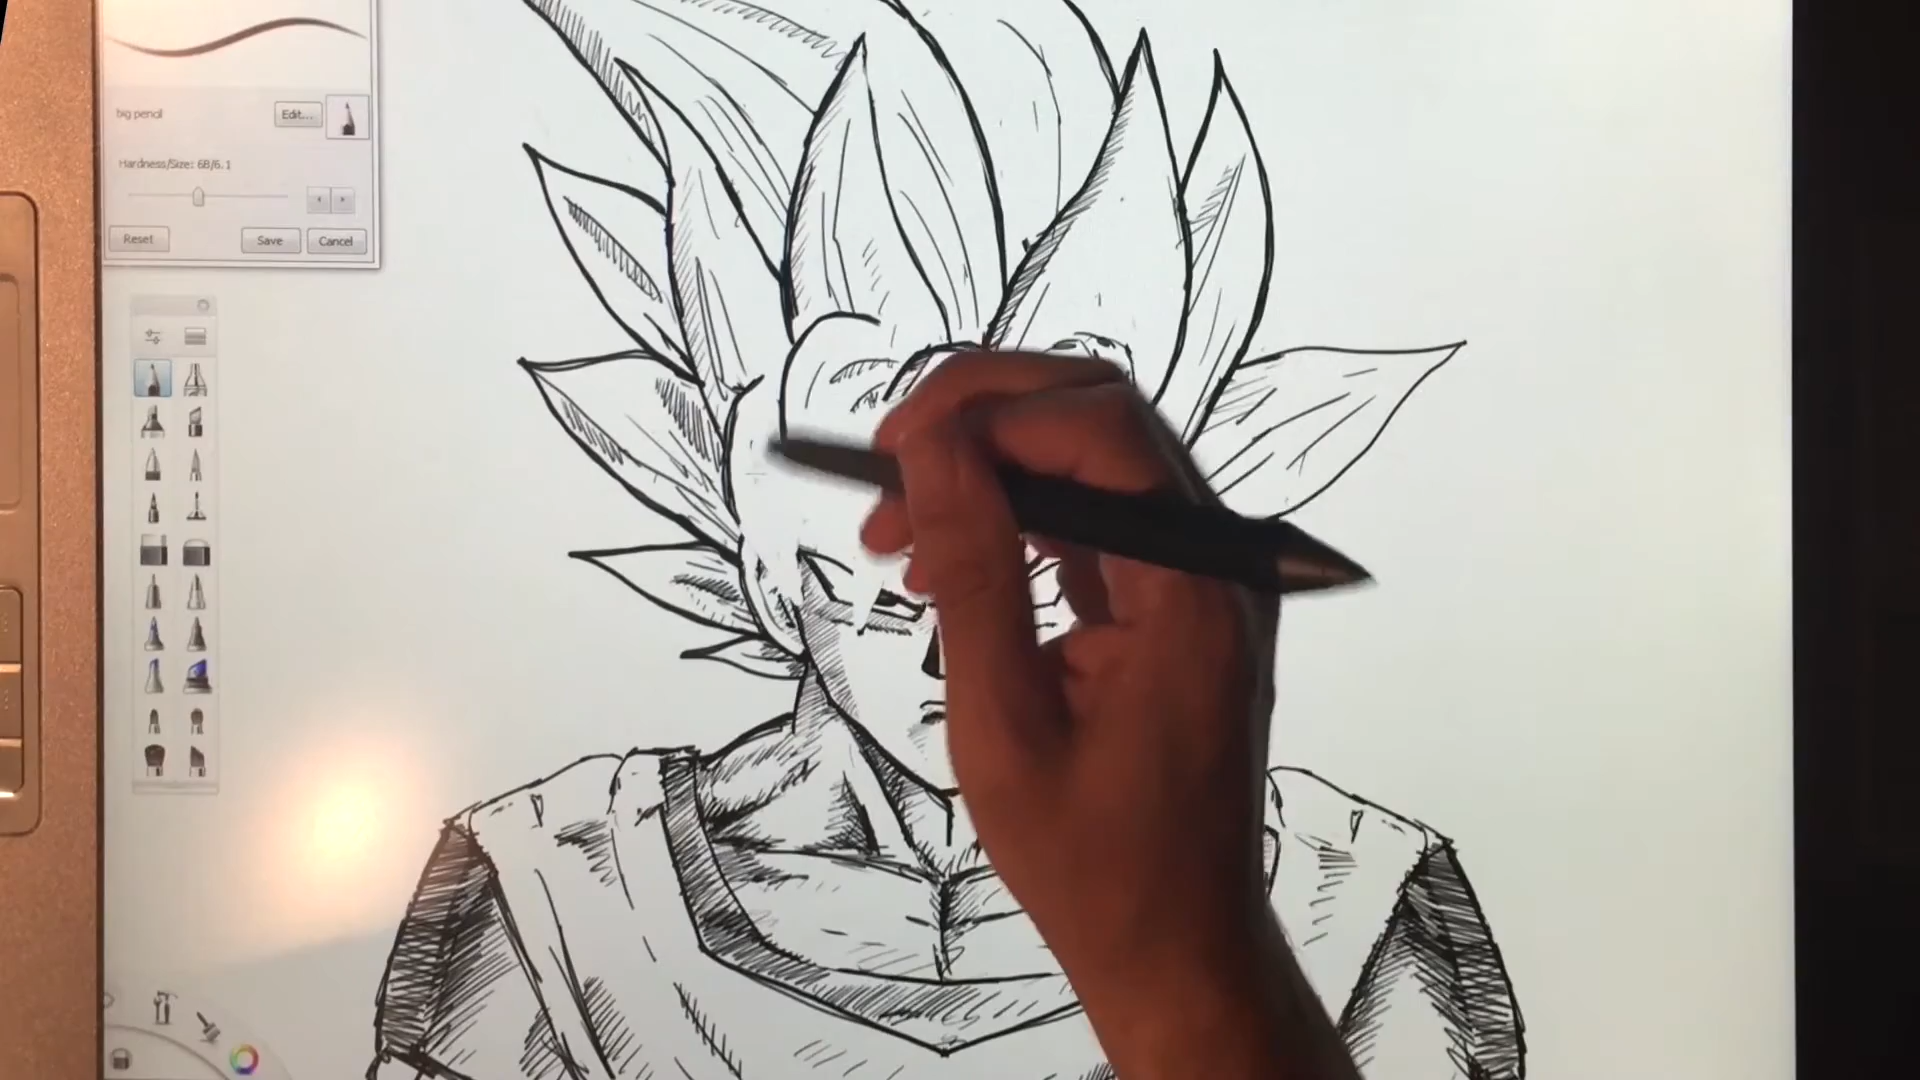 big pencil
Edit...
Hardness/Size: 6B/6.1
Reset
Save
Cancel